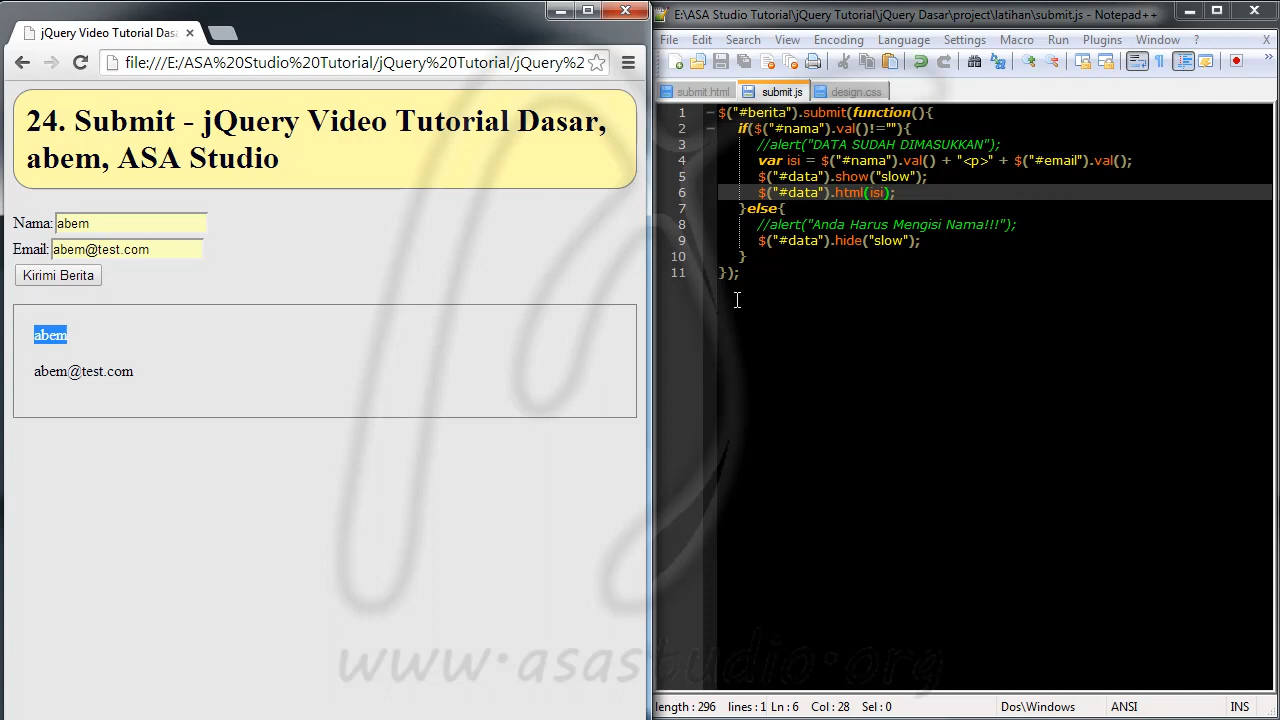 jQuery Video Tutorial Dasa
file:///E:/ASA%20Studio%20Tutorial/jQuery%20Tutorial/jQuery%2
24. Submit - jQuery Video Tutorial Dasar,
abem, ASA Studio
Nama: abem
Email: abem@test.com
Kirimi Berita
abem
abem@test.com
E:\ASA Studio Tutorial\jQuery Tutorial\jQuery Dasar\project\latihan\submit.js - Notepad++
File Edit Search View Encoding Language Settings Macro Run Plugins Window ? X
submit.html submit.js design.css
1 $("#berita").submit(function(){
2 if($("#nama").val()!=""){
3 //alert("DATA SUDAH DIMASUKKAN");
4 var isi = $("#nama").val() + "<p>" + $("#email").val();
5 $("#data").show("slow");
6 $("#data").html(isi);
7 }else{
8 //alert("Anda Harus Mengisi Nama!!!");
9 $("#data").hide("slow");
10 }
11 });
www.asastudio.org
length : 296 lines : 1 Ln : 6 Col : 28 Sel : 0 Dos\Windows ANSI INS